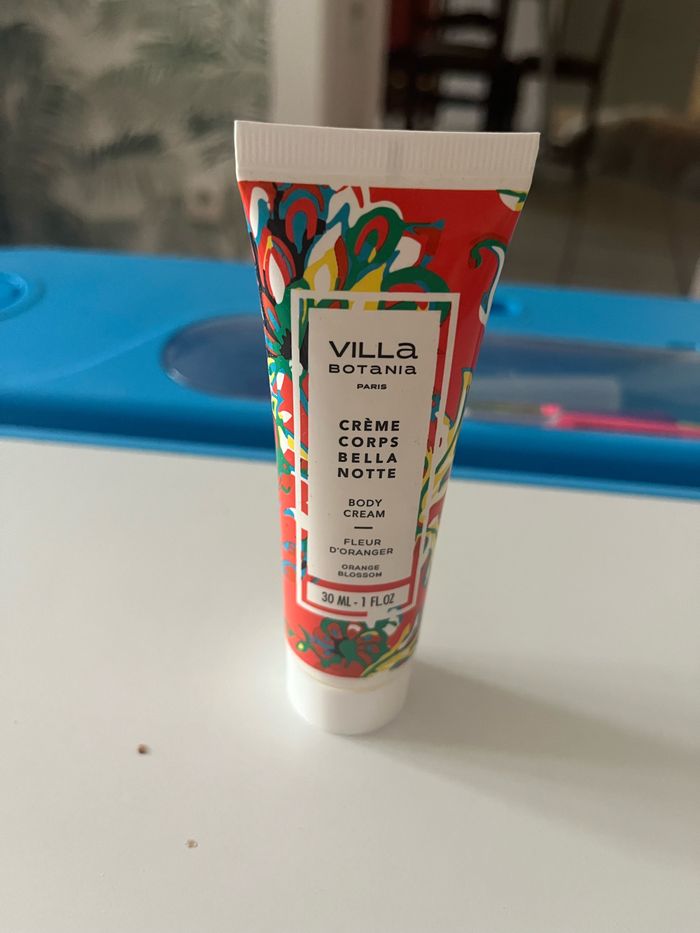 VILLa
BOTaNIa
PARIS
CRÈME
CORPS
BELLA
NOTTE
BODY
CREAM
FLEUR
D'ORANGER
ORANGE
BLOSSOM
30 ML - 1 FL.OZ